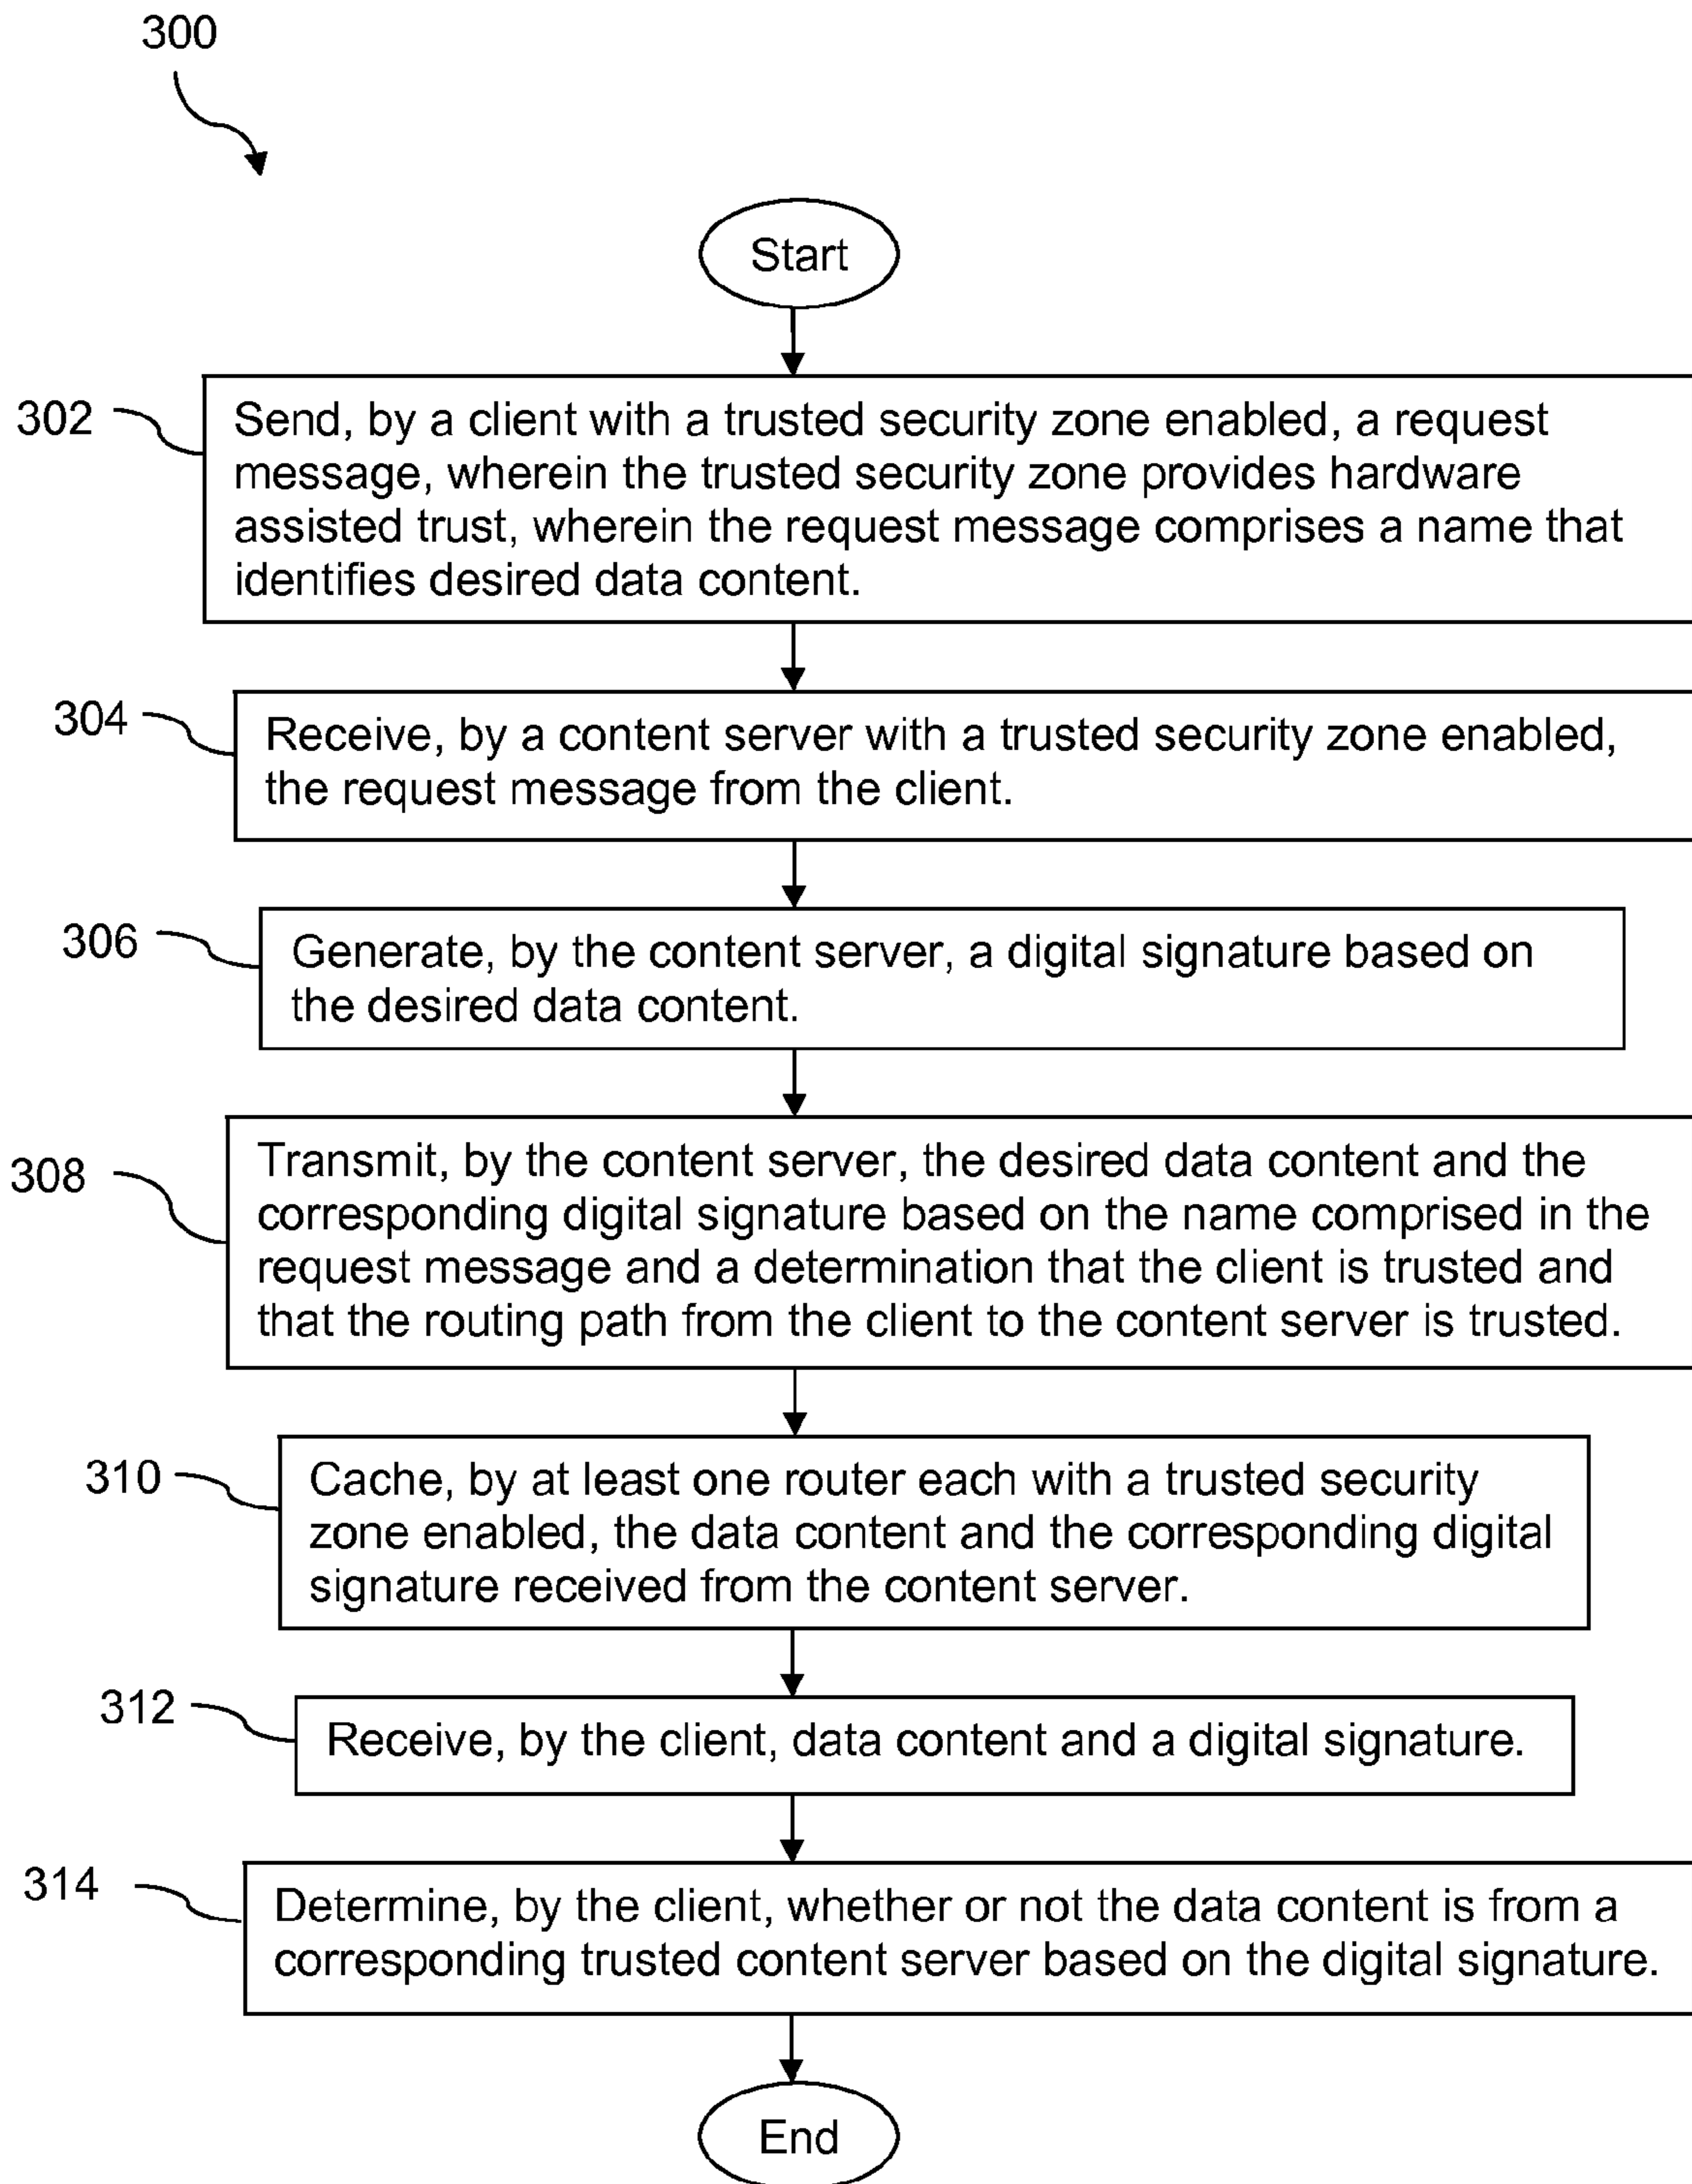 300
Start
302
Send, by a client with a trusted security zone enabled, a request
message, wherein the trusted security zone provides hardware
assisted trust, wherein the request message comprises a name that
identifies desired data content.
304
Receive, by a content server with a trusted security zone enabled,
the request message from the client.
306
Generate, by the content server, a digital signature based on
the desired data content.
308
Transmit, by the content server, the desired data content and the
corresponding digital signature based on the name comprised in the
request message and a determination that the client is trusted and
that the routing path from the client to the content server is trusted.
310
Cache, by at least one router each with a trusted security
zone enabled, the data content and the corresponding digital
signature received from the content server.
312
Receive, by the client, data content and a digital signature.
314
Determine, by the client, whether or not the data content is from a
corresponding trusted content server based on the digital signature.
End